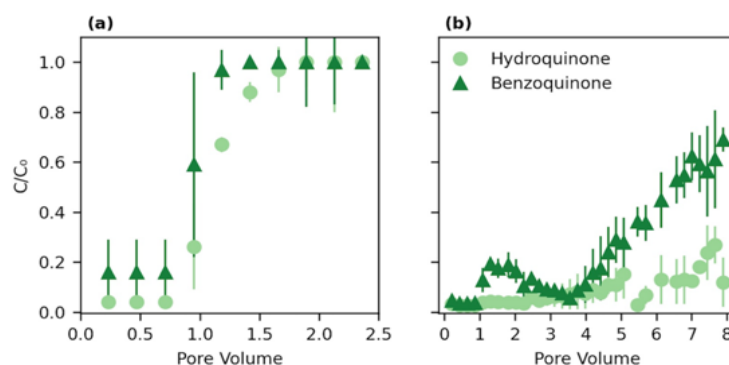 (a)
(b)
Hydroquinone
Benzoquinone
C/C₀
1.0
0.8
0.6
0.4
0.2
0.0
0.0 0.5 1.0 1.5 2.0 2.5
0 1 2 3 4 5 6 7 8
Pore Volume
Pore Volume